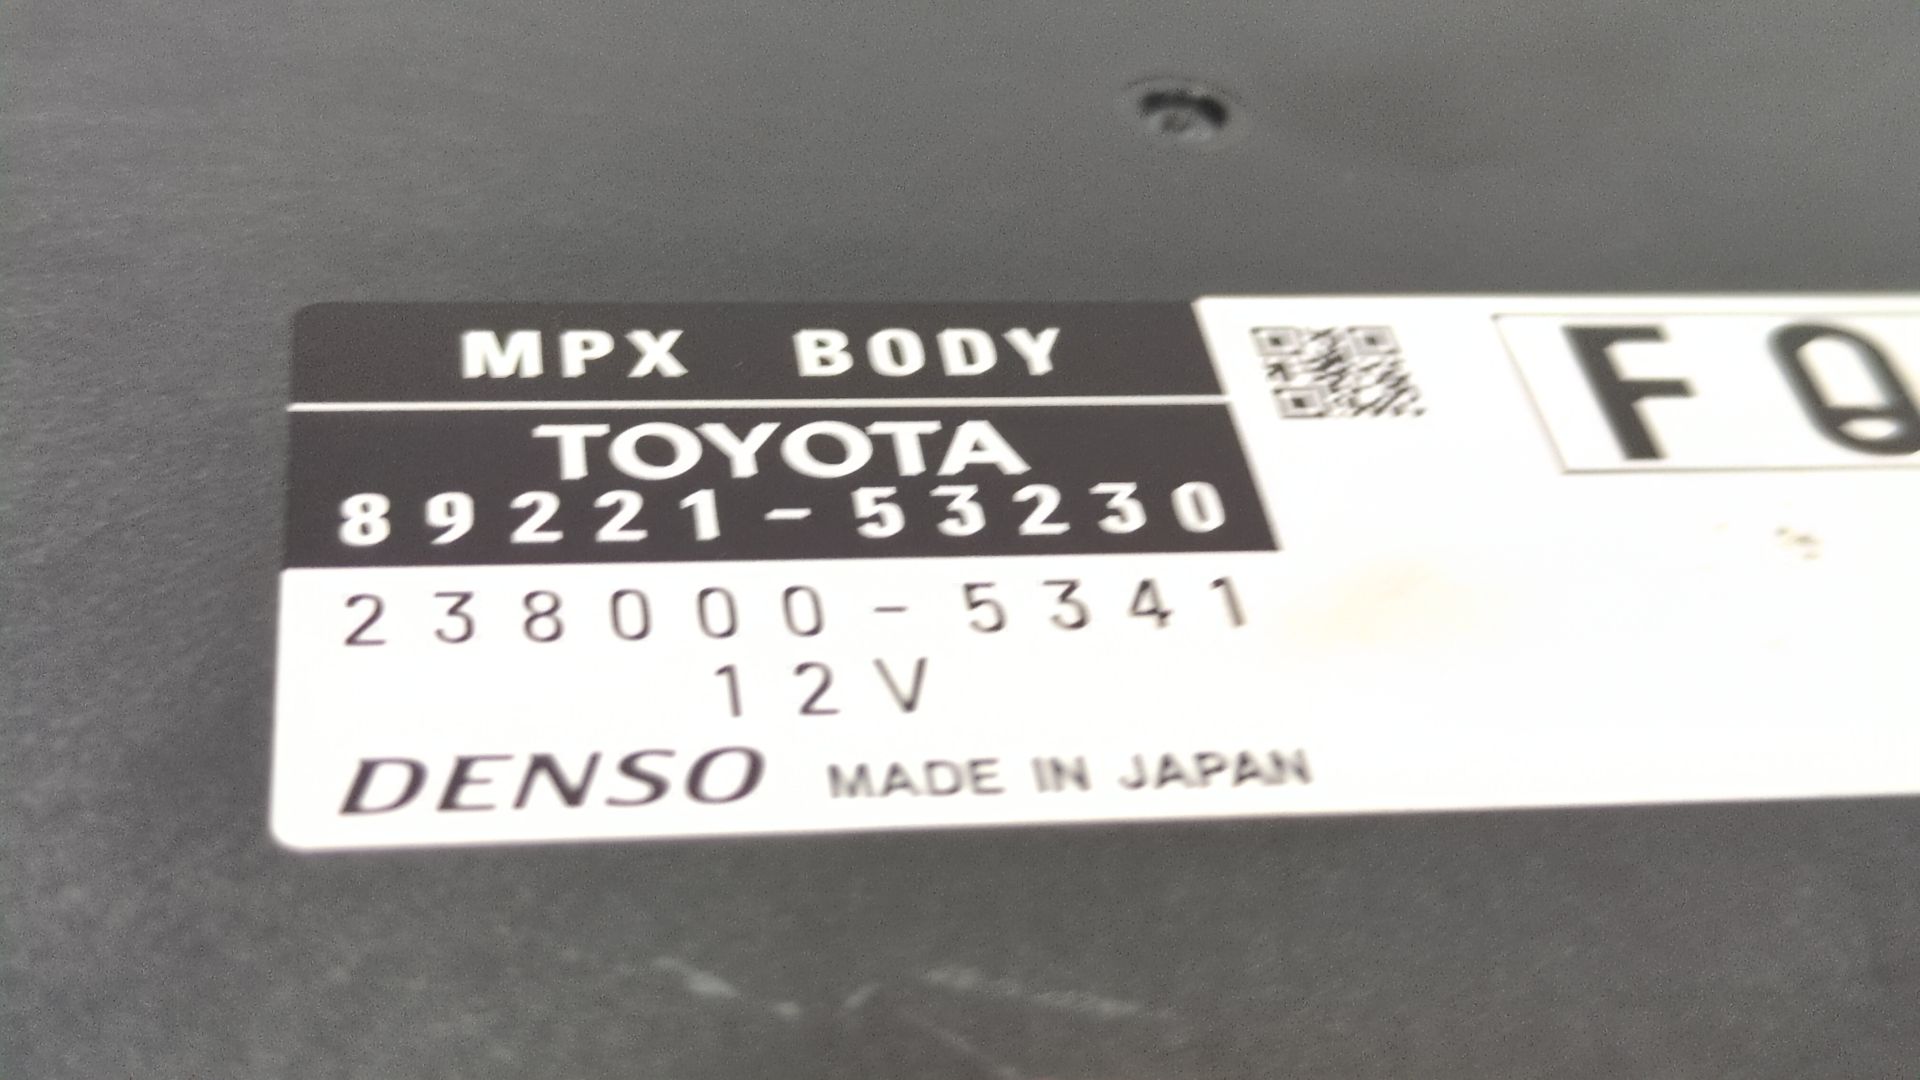 MPX BODY
TOYOTA
89221-53230
238000-5341
12V
DENSO MADE IN JAPAN
F